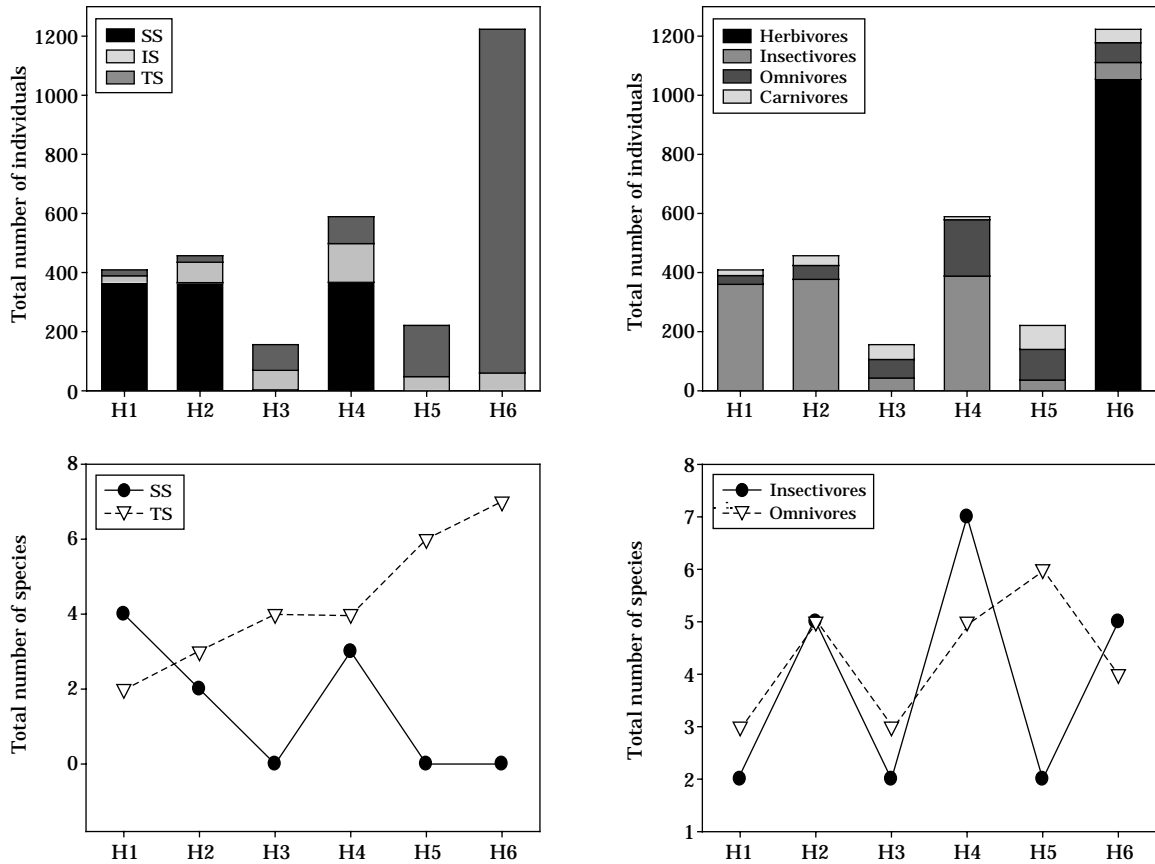 Total number of individuals
1200
1000
800
600
400
200
0
SS
IS
TS
H1 H2 H3 H4 H5 H6
Total number of individuals
1200
1000
800
600
400
200
0
Herbivores
Insectivores
Omnivores
Carnivores
H1 H2 H3 H4 H5 H6
Total number of species
8
6
4
2
0
SS
TS
H1 H2 H3 H4 H5 H6
Total number of species
8
7
6
5
4
3
2
1
Insectivores
Omnivores
H1 H2 H3 H4 H5 H6